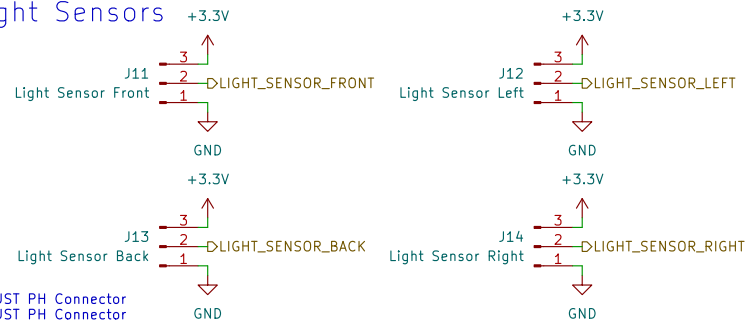 ght Sensors
+3.3V
3
J11
2
LIGHT_SENSOR_FRONT
Light Sensor Front
1
GND
+3.3V
3
J12
2
LIGHT_SENSOR_LEFT
Light Sensor Left
1
GND
+3.3V
3
J13
2
LIGHT_SENSOR_BACK
Light Sensor Back
1
GND
+3.3V
3
J14
2
LIGHT_SENSOR_RIGHT
Light Sensor Right
1
GND
UST PH Connector
UST PH Connector